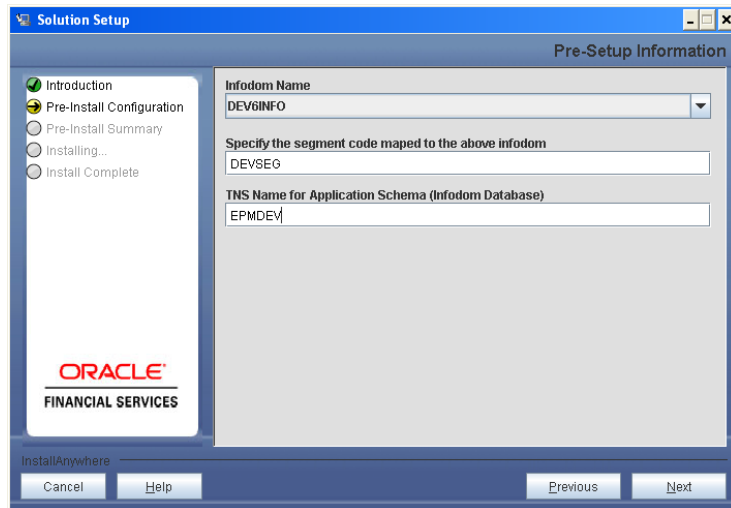 Solution Setup
Pre-Setup Information
Introduction
Pre-Install Configuration
Pre-Install Summary
Installing...
Install Complete
ORACLE
FINANCIAL SERVICES
Infodom Name
DEV6INFO
Specify the segment code maped to the above infodom
DEVSEG
TNS Name for Application Schema (Infodom Database)
EPMDEV
InstallAnywhere
Cancel
Help
Previous
Next